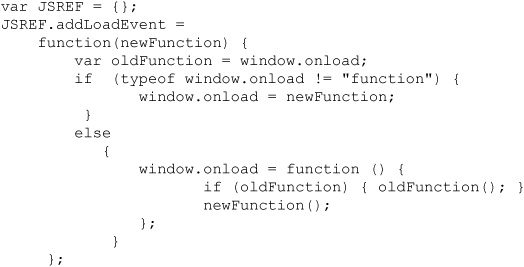 var JSREF = {};
JSREF.addLoadEvent =
    function(newFunction) {
        var oldFunction = window.onload;
        if  (typeof window.onload != "function") {
               window.onload = newFunction;
         }
        else
           {
               window.onload = function () {
                      if (oldFunction) { oldFunction(); }
                      newFunction();
               };
            }
     };